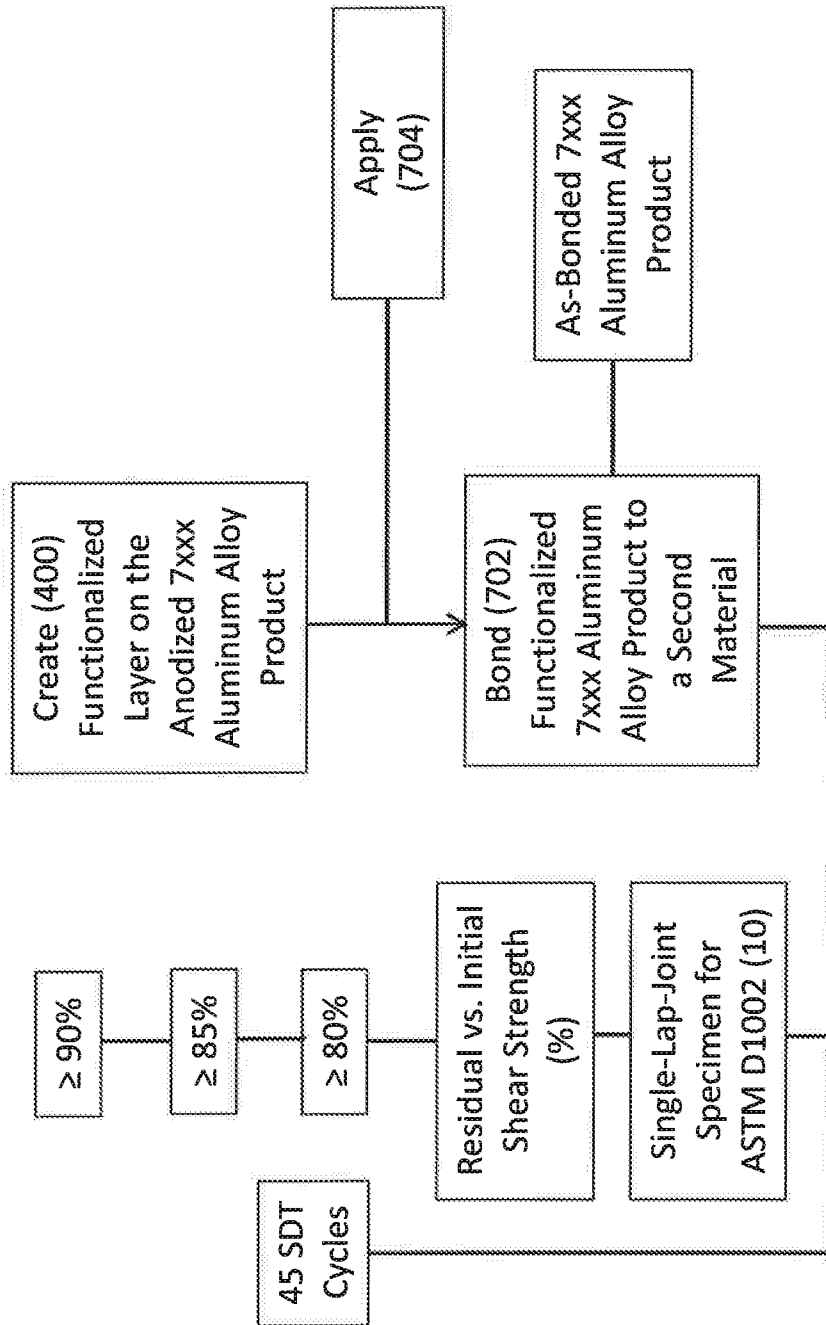 Create (400)
Functionalized
Layer on the
Anodized 7xxx
Aluminum Alloy
Product
Apply
(704)
Bond (702)
Functionalized
7xxx Aluminum
Alloy Product to
a Second
Material
As-Bonded 7xxx
Aluminum Alloy
Product
45 SDT
Cycles
≥ 90%
≥ 85%
≥ 80%
Residual vs. Initial
Shear Strength
(%)
Single-Lap-Joint
Specimen for
ASTM D1002 (10)